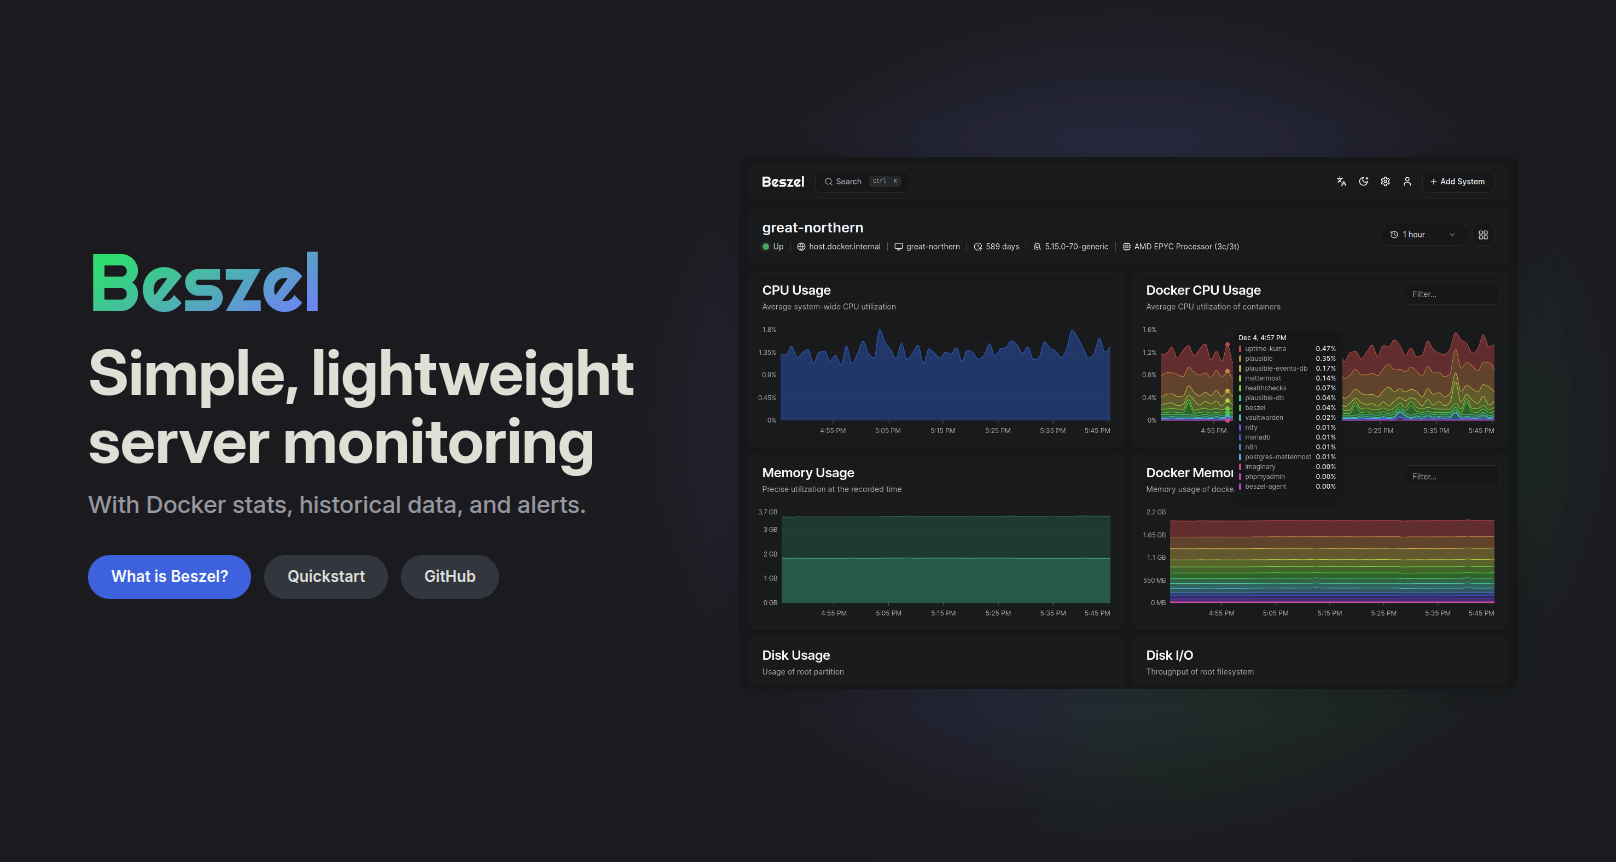 Beszel
Simple, lightweight
server monitoring
With Docker stats, historical data, and alerts.
What is Beszel? Quickstart GitHub
Beszel Search ctrl K Add System
great-northern
Up host.docker.internal great-northern 589 days 5.15.0-70-generic AMD EPYC Processor (3c/3t)
1 hour
CPU Usage
Average system-wide CPU utilization
1.8%
1.35%
0.9%
0.45%
0%
4:55 PM 5:05 PM 5:15 PM 5:25 PM 5:35 PM 5:45 PM
Docker CPU Usage
Average CPU utilization of containers
Filter...
1.6%
1.2%
0.8%
0.4%
0%
4:55 PM 5:25 PM 5:35 PM 5:45 PM
Dec 4, 4:57 PM
uptime-kuma 0.47%
plausible 0.35%
plausible-events-db 0.17%
mattermost 0.14%
healthchecks 0.07%
plausible-db 0.04%
beszel 0.04%
vaultwarden 0.02%
ntfy 0.01%
mariadb 0.01%
n8n 0.01%
postgres-mattermost 0.01%
imaginary 0.00%
phpmyadmin 0.00%
beszel-agent 0.00%
Memory Usage
Precise utilization at the recorded time
3.7 GB
3 GB
2 GB
1 GB
0 GB
4:55 PM 5:05 PM 5:15 PM 5:25 PM 5:35 PM 5:45 PM
Docker Memor
Memory usage of docke
Filter...
2.2 GB
1.65 GB
1.1 GB
550 MB
0 MB
4:55 PM 5:05 PM 5:15 PM 5:25 PM 5:35 PM 5:45 PM
Disk Usage
Usage of root partition
Disk I/O
Throughput of root filesystem